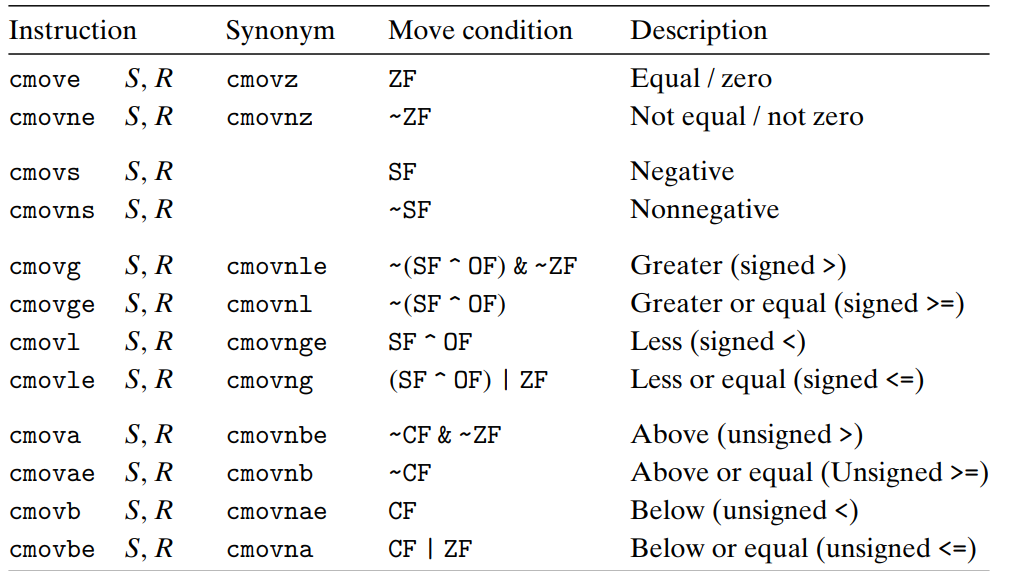 Instruction Synonym Move condition Description
cmove S, R cmovz ZF Equal / zero
cmovne S, R cmovnz ~ZF Not equal / not zero
cmovs S, R SF Negative
cmovns S, R ~SF Nonnegative
cmovg S, R cmovnle ~(SF ^ OF) & ~ZF Greater (signed >)
cmovge S, R cmovnl ~(SF ^ OF) Greater or equal (signed >=)
cmovl S, R cmovnge SF ^ OF Less (signed <)
cmovle S, R cmovng (SF ^ OF) | ZF Less or equal (signed <=)
cmova S, R cmovnbe ~CF & ~ZF Above (unsigned >)
cmovae S, R cmovnb ~CF Above or equal (Unsigned >=)
cmovb S, R cmovnae CF Below (unsigned <)
cmovbe S, R cmovna CF | ZF Below or equal (unsigned <=)